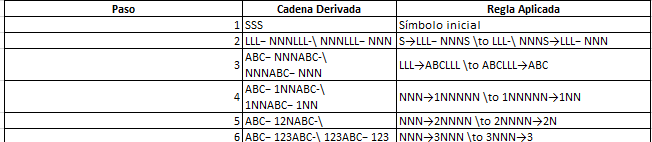 Paso Cadena Derivada Regla Aplicada
1 SSS Símbolo inicial
2 LLL− NNNLLL-\ NNNLLL− NNN S→LLL− NNNS \to LLL-\ NNNS→LLL− NNN
3 ABC− NNNABC-\
NNNABC− NNN LLL→ABCLLL \to ABCLLL→ABC
4 ABC− 1NNABC-\
1NNABC− 1NN NNN→1NNNNN \to 1NNNNN→1NN
5 ABC− 12NABC-\ NNN→2NNNN \to 2NNNN→2N
6 ABC− 123ABC-\ 123ABC− 123 NNN→3NNN \to 3NNN→3